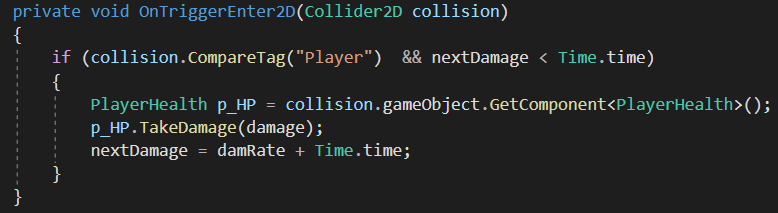 private void OnTriggerEnter2D(Collider2D collision)
{
if (collision.CompareTag("Player")  && nextDamage < Time.time)
{
PlayerHealth p_HP = collision.gameObject.GetComponent<PlayerHealth>();
p_HP.TakeDamage(damage);
nextDamage = damRate + Time.time;
}
}